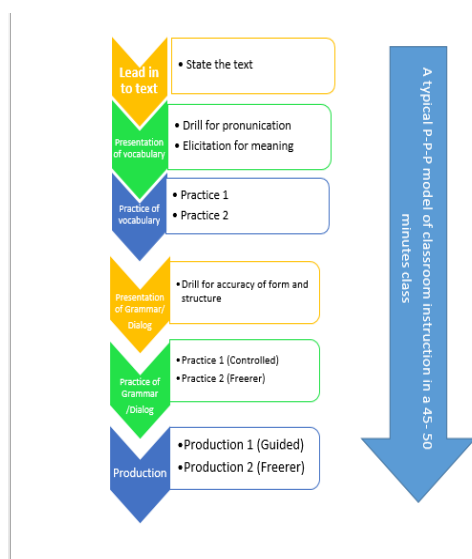 Lead in
to text
• State the text
Presentation
of vocabulary
• Drill for pronunication
• Elicitation for meaning
Practice of
vocabulary
• Practice 1
• Practice 2
Presentation
of Grammar/
Dialog
• Drill for accuracy of form and
structure
Practice of
Grammar
/Dialog
• Practice 1 (Controlled)
• Practice 2 (Freerer)
Production
• Production 1 (Guided)
• Production 2 (Freerer)
A typical P-P-P model of classroom instruction in a 45- 50
minutes class